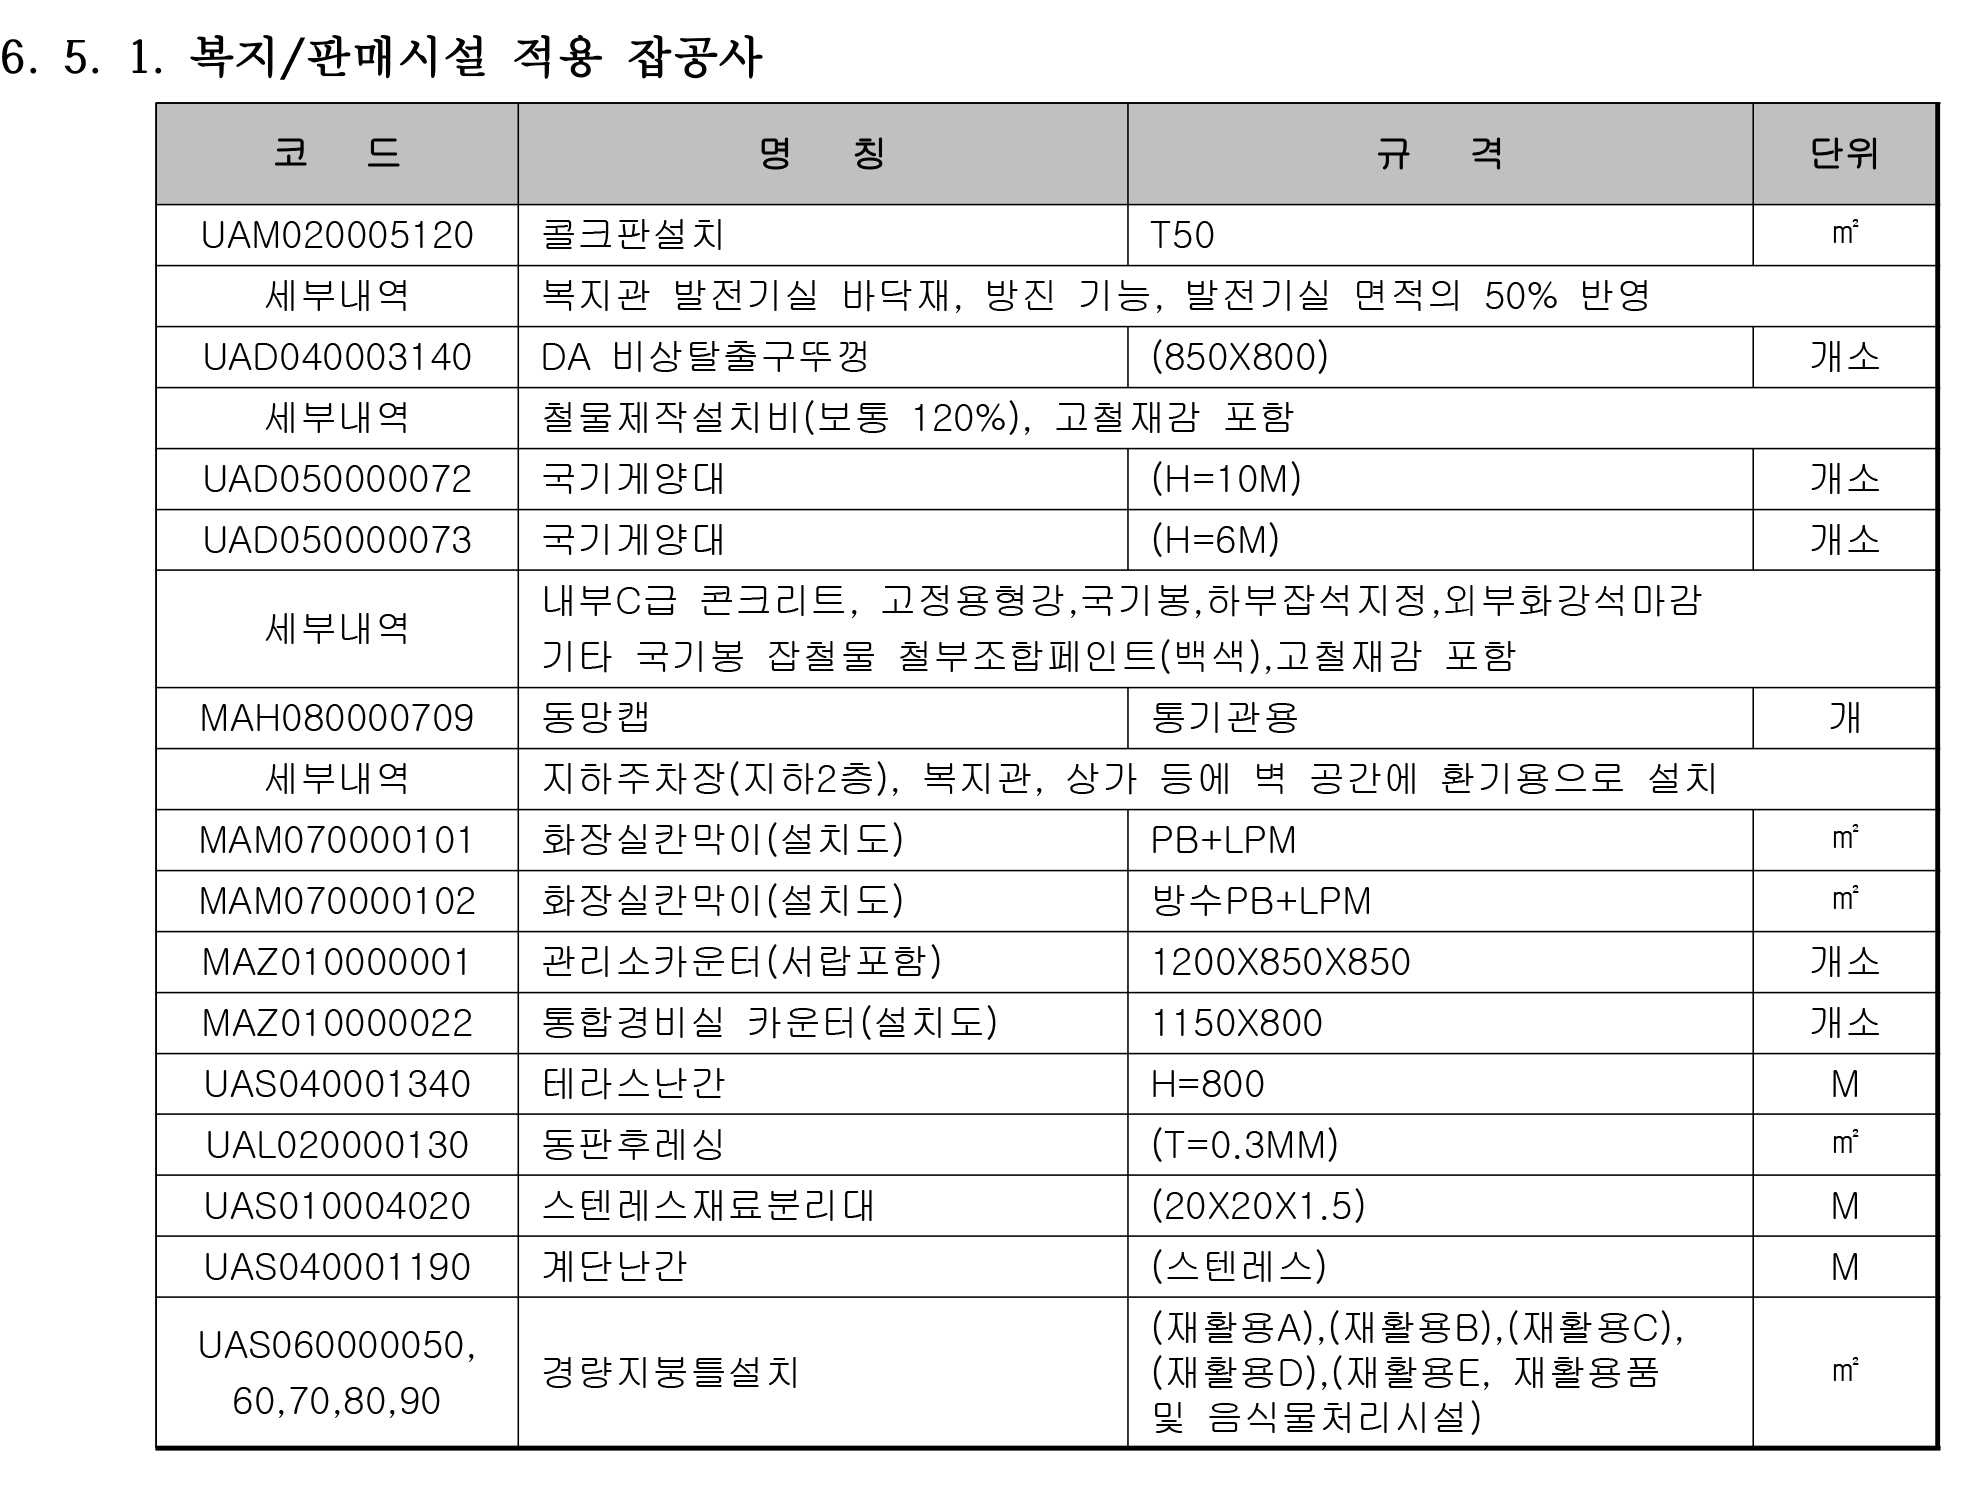 6. 5. 1. 복지/판매시설 적용 잡공사
코 드 명 칭 규 격 단위
UAM020005120 콜크판설치 T50 ㎡
세부내역 복지관 발전기실 바닥재, 방진 기능, 발전기실 면적의 50% 반영
UAD040003140 DA 비상탈출구뚜껑 (850X800) 개소
세부내역 철물제작설치비(보통 120%), 고철재감 포함
UAD050000072 국기게양대 (H=10M) 개소
UAD050000073 국기게양대 (H=6M) 개소
세부내역 내부C급 콘크리트, 고정용형강,국기봉,하부잡석지정,외부화강석마감
기타 국기봉 잡철물 철부조합페인트(백색),고철재감 포함
MAH080000709 동망캡 통기관용 개
세부내역 지하주차장(지하2층), 복지관, 상가 등에 벽 공간에 환기용으로 설치
MAM070000101 화장실칸막이(설치도) PB+LPM ㎡
MAM070000102 화장실칸막이(설치도) 방수PB+LPM ㎡
MAZ010000001 관리소카운터(서랍포함) 1200X850X850 개소
MAZ010000022 통합경비실 카운터(설치도) 1150X800 개소
UAS040001340 테라스난간 H=800 M
UAL020000130 동판후레싱 (T=0.3MM) ㎡
UAS010004020 스텐레스재료분리대 (20X20X1.5) M
UAS040001190 계단난간 (스텐레스) M
UAS060000050,
60,70,80,90
경량지붕틀설치
(재활용A),(재활용B),(재활용C),
(재활용D),(재활용E, 재활용품
및 음식물처리시설)
㎡